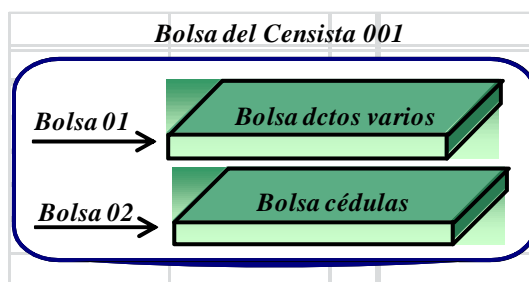 Bolsa del Censista 001
Bolsa 01
Bolsa dctos varios
Bolsa 02
Bolsa cédulas